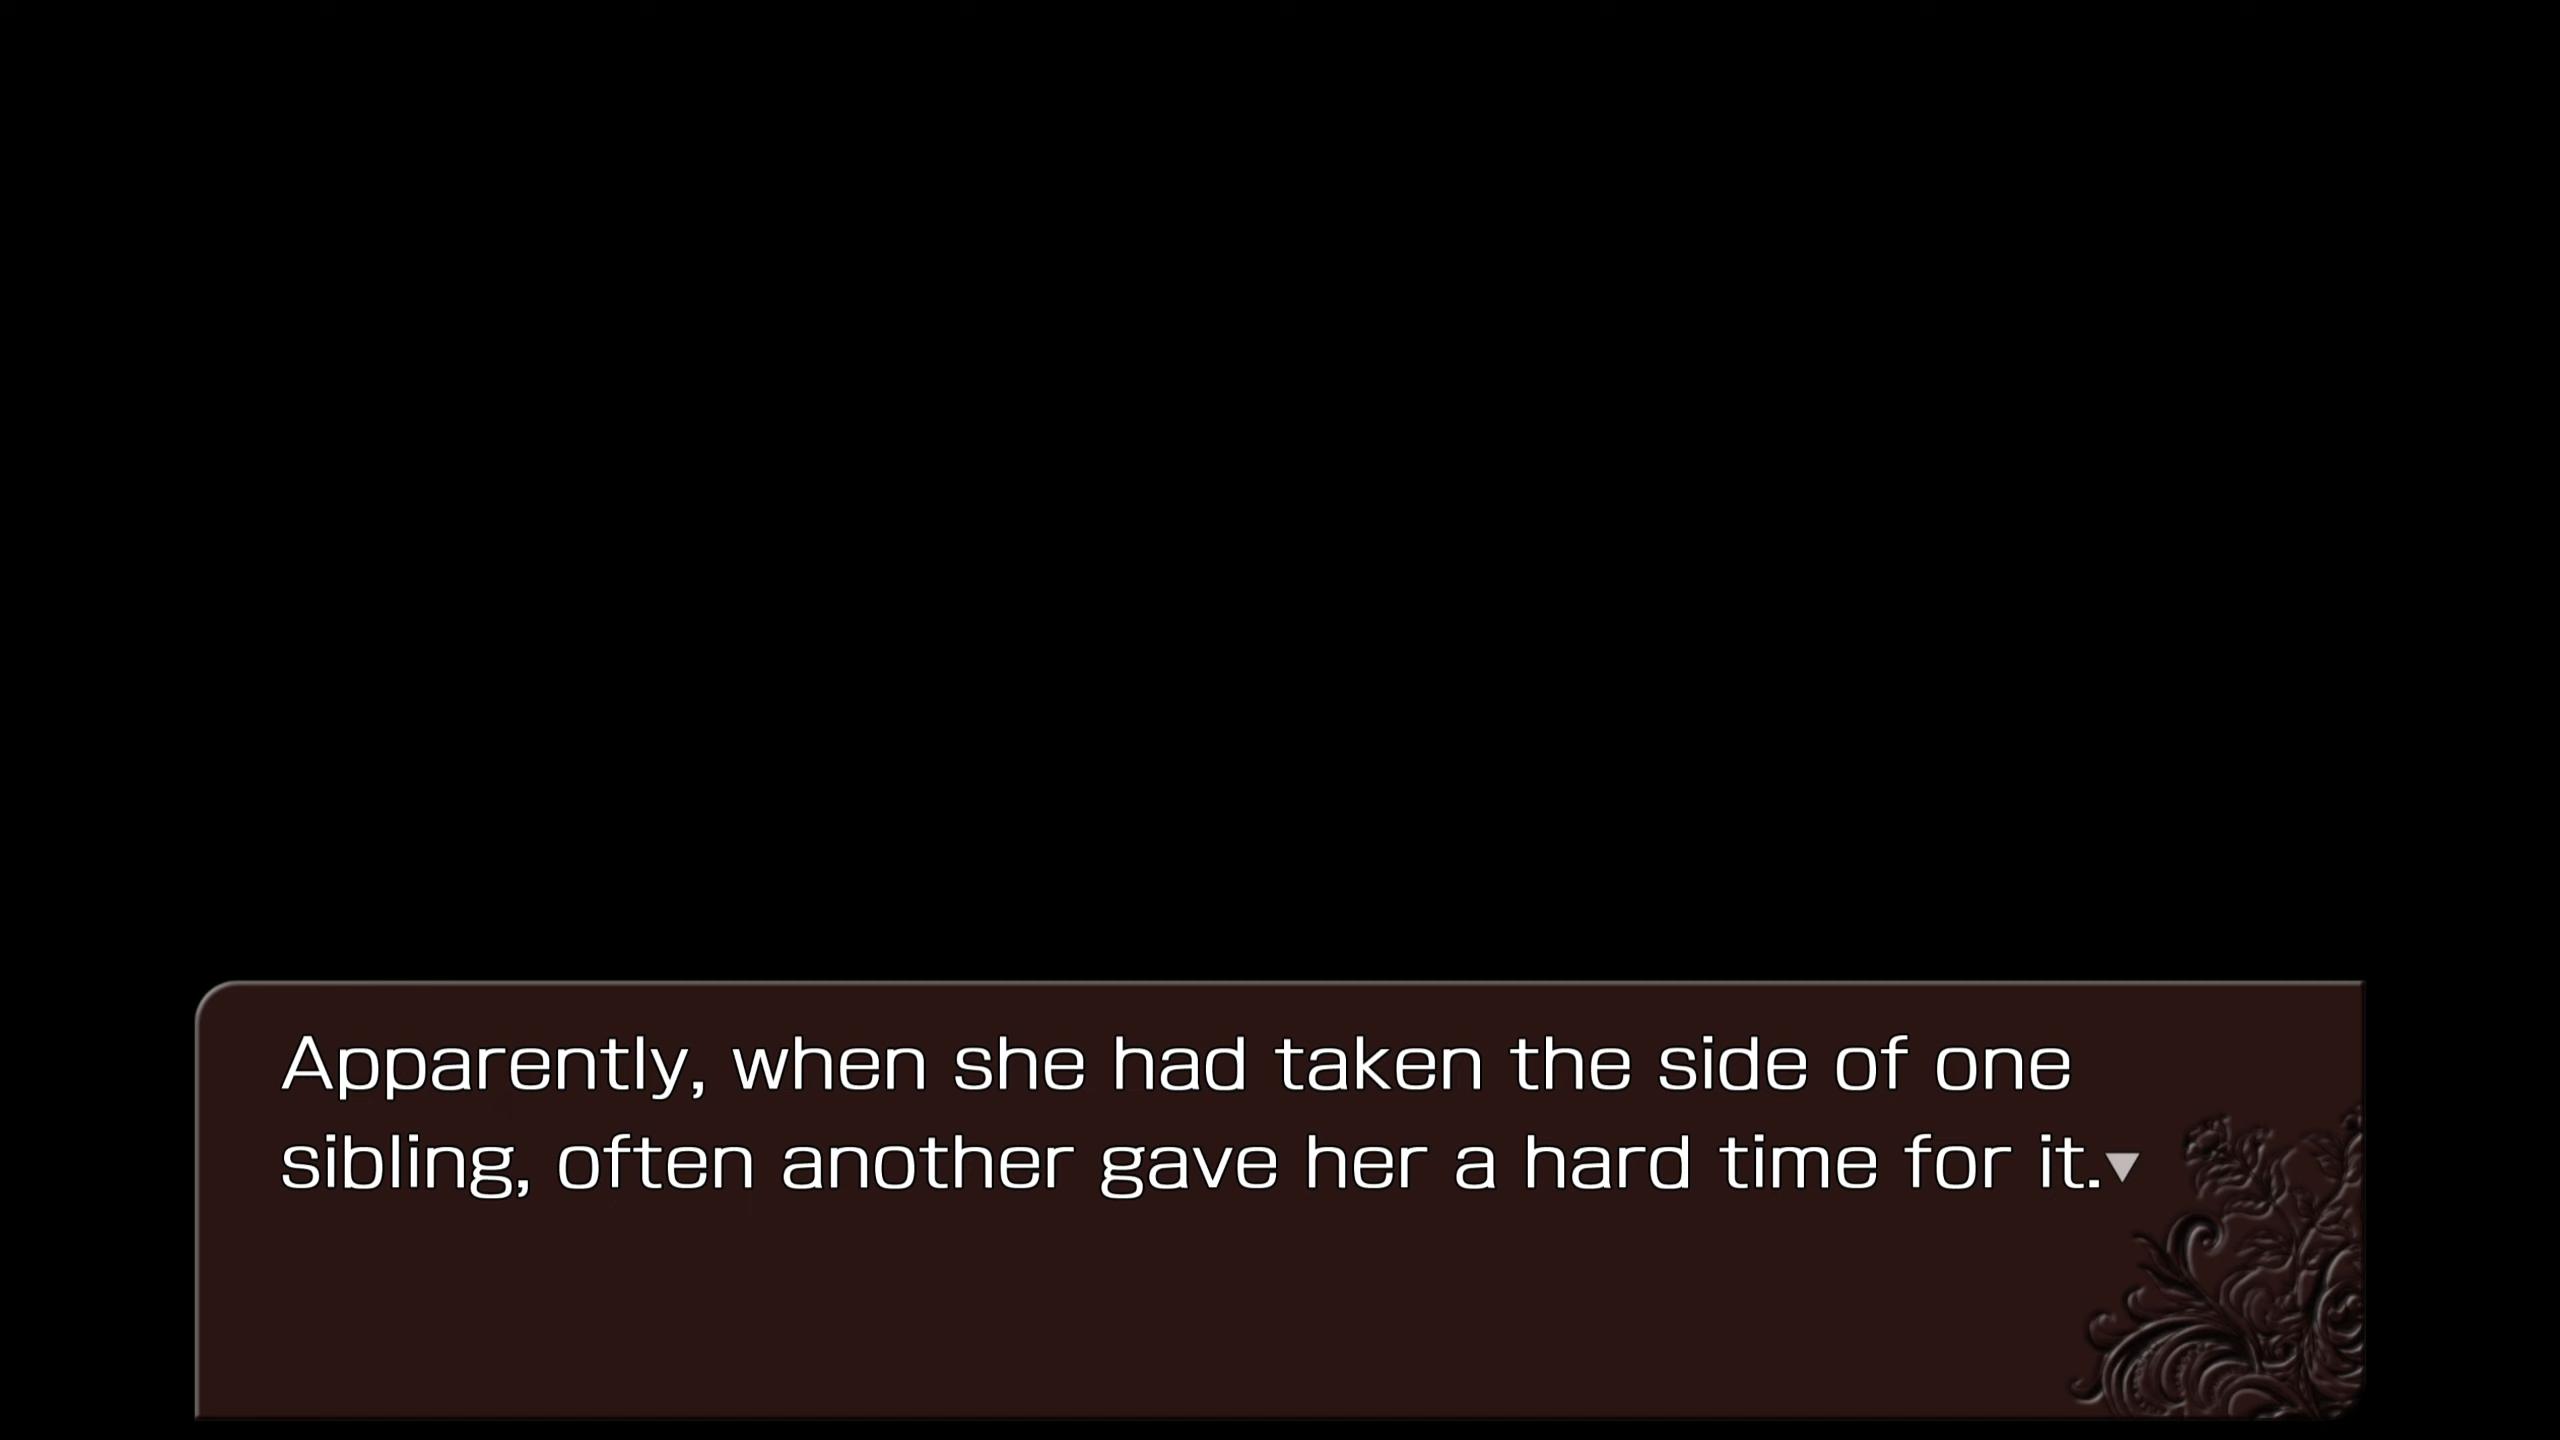 Apparently, when she had taken the side of one
sibling, often another gave her a hard time for it.